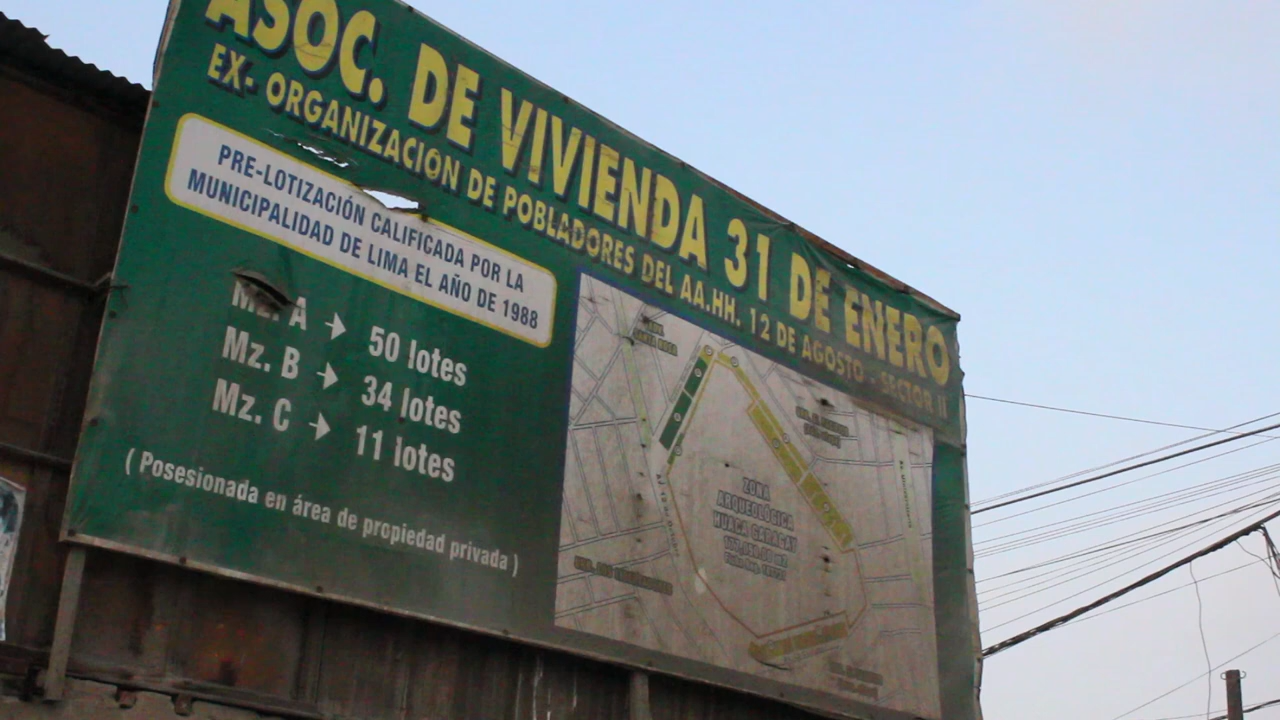 ASOC. DE VIVIENDA 31 DE ENERO
EX- ORGANIZACIÓN DE POBLADORES DEL AA.HH. 12 DE AGOSTO - SECTOR II
PRE-LOTIZACIÓN CALIFICADA POR LA
MUNICIPALIDAD DE LIMA EL AÑO DE 1988
Mz. A → 50 lotes
Mz. B → 34 lotes
Mz. C → 11 lotes
( Posesionada en área de propiedad privada )
ZONA
ARQUEOLÓGICA
HUACA GARAGAY